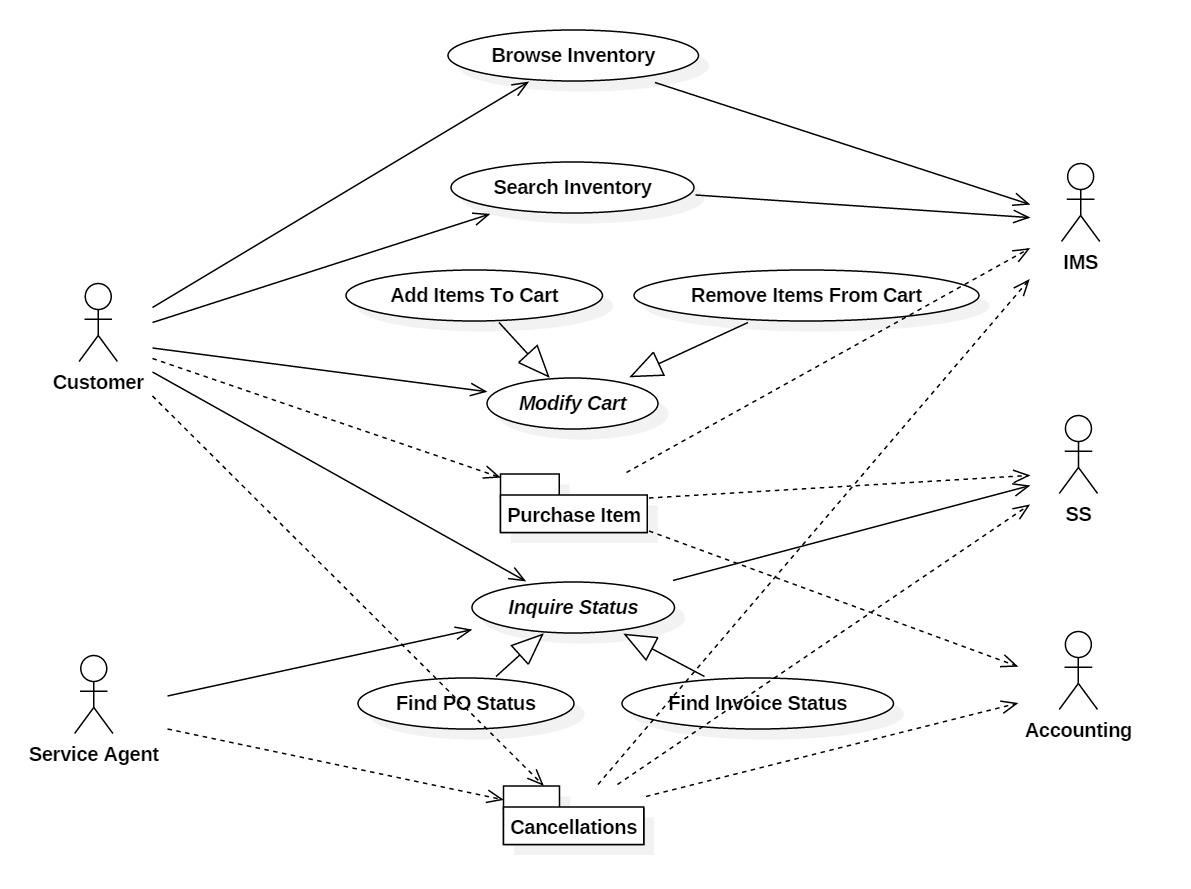 Browse Inventory
Search Inventory
IMS
Add Items To Cart
Remove Items From Cart
Customer
Modify Cart
Purchase Item
SS
Inquire Status
Find PO Status
Find Invoice Status
Service Agent
Accounting
Cancellations